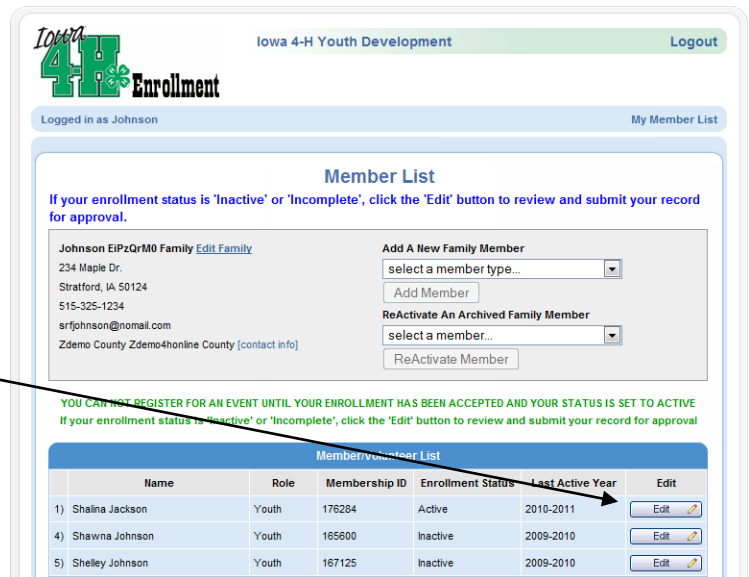 Iowa
4-H
Enrollment
Iowa 4-H Youth Development
Logout
Logged in as Johnson
My Member List
Member List
If your enrollment status is 'Inactive' or 'Incomplete', click the 'Edit' button to review and submit your record
for approval.
Johnson EiPzQrM0 Family Edit Family
234 Maple Dr.
Stratford, IA 50124
515-325-1234
srfjohnson@nomail.com
Zdemo County Zdemo4honline County [contact info]
Add A New Family Member
select a member type...
Add Member
ReActivate An Archived Family Member
select a member...
ReActivate Member
YOU CAN NOT REGISTER FOR AN EVENT UNTIL YOUR ENROLLMENT HAS BEEN ACCEPTED AND YOUR STATUS IS SET TO ACTIVE
If your enrollment status is 'Inactive' or 'Incomplete', click the 'Edit' button to review and submit your record for approval
Member/Volunteer List
Name Role Membership ID Enrollment Status Last Active Year Edit
1) Shalina Jackson Youth 176284 Active 2010-2011 Edit
4) Shawna Johnson Youth 165600 Inactive 2009-2010 Edit
5) Shelley Johnson Youth 167125 Inactive 2009-2010 Edit